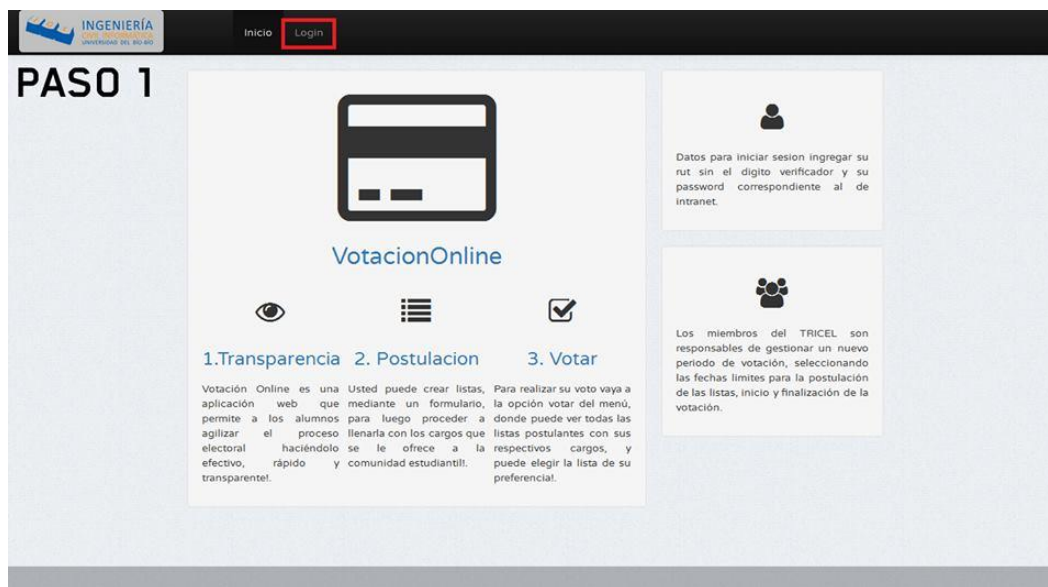 INGENIERÍA
CIVIL INFORMÁTICA
UNIVERSIDAD DEL BÍO-BÍO
Inicio Login
PASO 1
VotacionOnline
1.Transparencia
Votación Online es una
aplicación web que
permite a los alumnos
agilizar el proceso
electoral haciéndolo
efectivo, rápido y
transparente!.
2. Postulacion
Usted puede crear listas,
mediante un formulario,
para luego proceder a
llenarla con los cargos que
se le ofrece a la
comunidad estudiantil!.
3. Votar
Para realizar su voto vaya a
la opción votar del menú,
donde puede ver todas las
listas postulantes con sus
respectivos cargos, y
puede elegir la lista de su
preferencia!.
Datos para iniciar sesion ingregar su
rut sin el digito verificador y su
password correspondiente al de
intranet.
Los miembros del TRICEL son
responsables de gestionar un nuevo
periodo de votación, seleccionando
las fechas limites para la postulación
de las listas, inicio y finalización de la
votación.